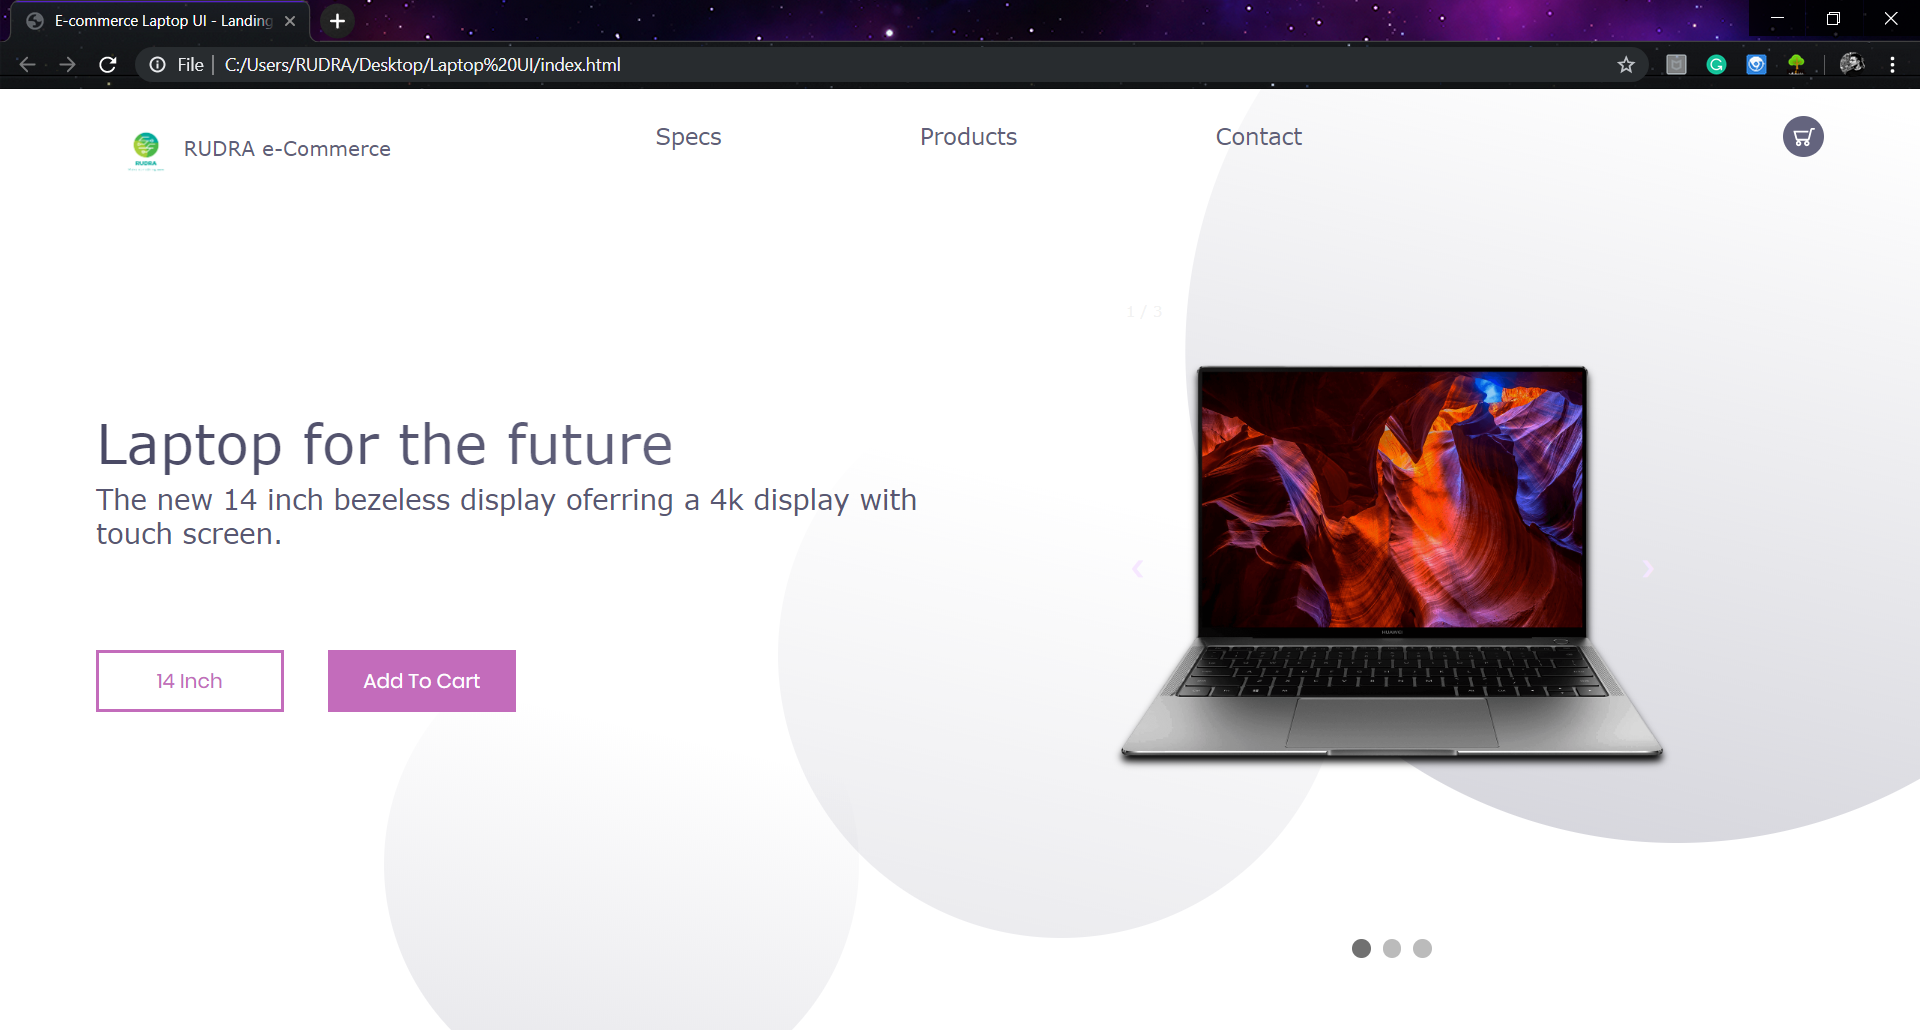 E-commerce Laptop UI - Landing
File | C:/Users/RUDRA/Desktop/Laptop%20UI/index.html
RUDRA
RUDRA e-Commerce
Specs
Products
Contact
1 / 3
Laptop for the future
The new 14 inch bezeless display oferring a 4k display with
touch screen.
14 Inch
Add To Cart
HUAWEI